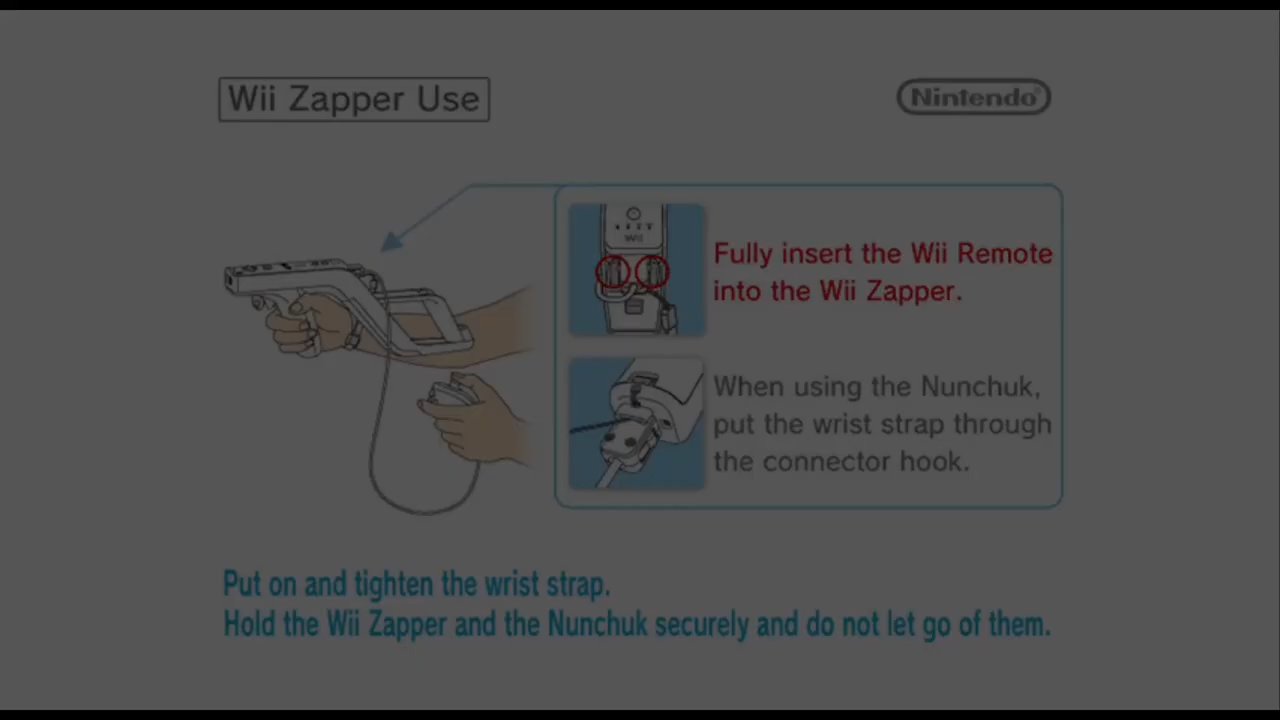 Wii Zapper Use
Nintendo®
Wii
Fully insert the Wii Remote
into the Wii Zapper.
When using the Nunchuk,
put the wrist strap through
the connector hook.
Put on and tighten the wrist strap.
Hold the Wii Zapper and the Nunchuk securely and do not let go of them.